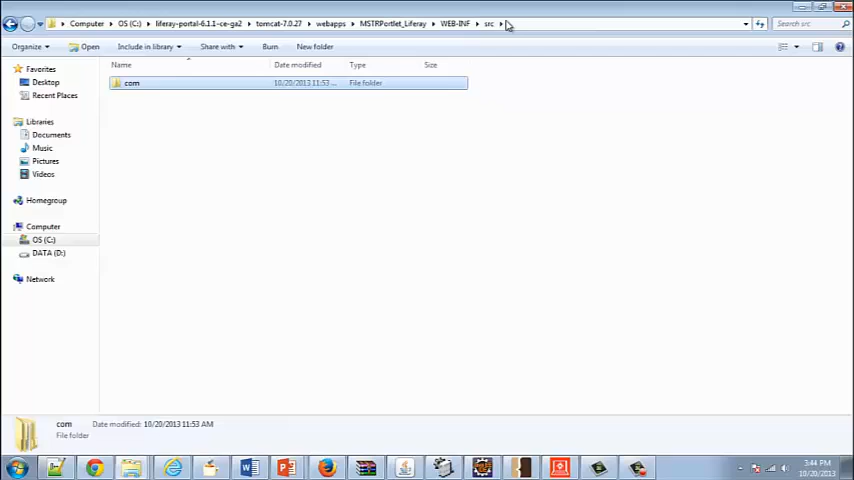 Computer OS (C:) liferay-portal-6.1.1-ce-ga2 tomcat-7.0.27 webapps MSTRPortlet_Liferay WEB-INF src
Search src
Organize Open Include in library Share with Burn New folder
Favorites
Desktop
Recent Places
Libraries
Documents
Music
Pictures
Videos
Homegroup
Computer
OS (C:)
DATA (D:)
Network
Name Date modified Type Size
com 10/20/2013 11:53 ... File folder
com Date modified: 10/20/2013 11:53 AM
File folder
3:44 PM
10/20/2013